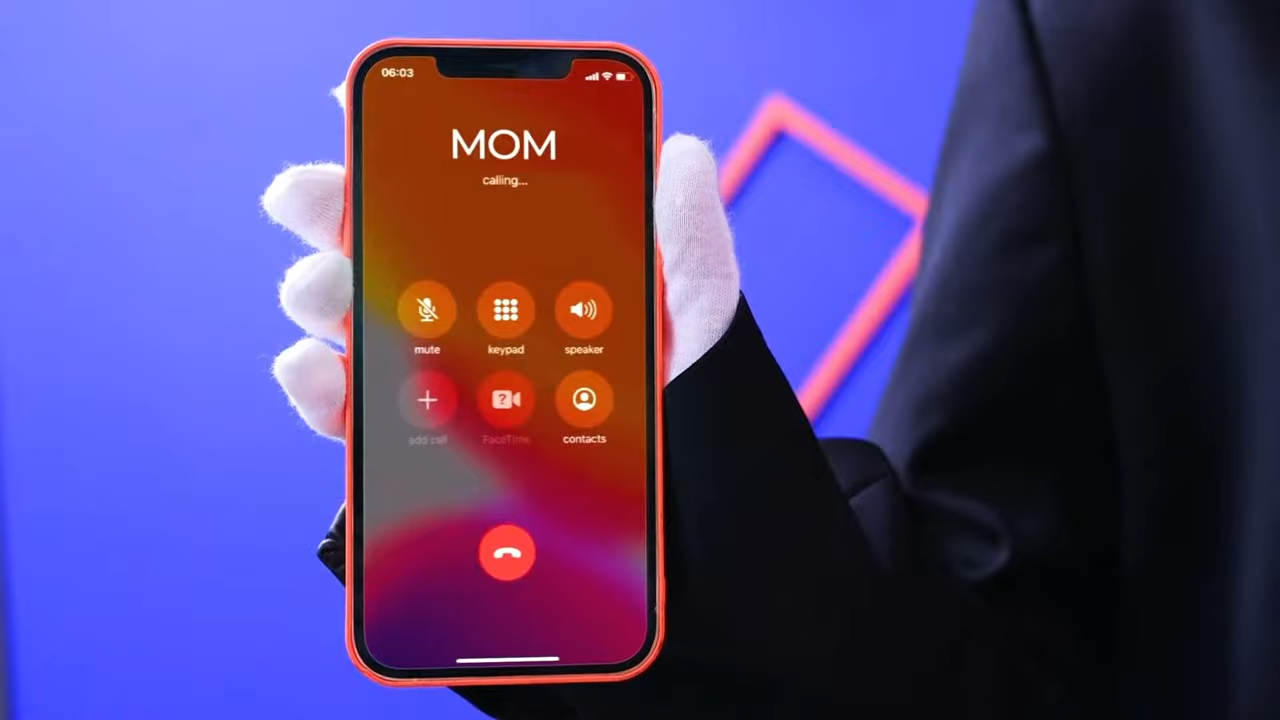 06:03
MOM
calling...
mute
keypad
speaker
add call
FaceTime
contacts